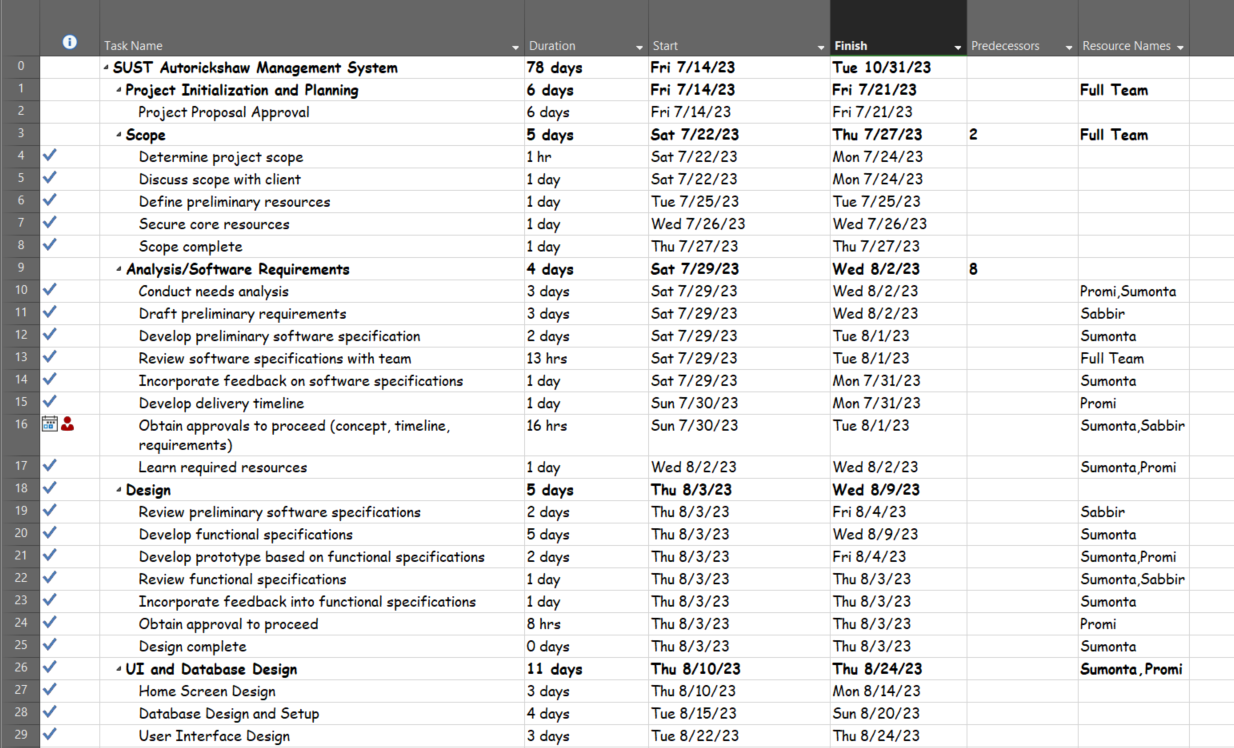 Task Name Duration Start Finish Predecessors Resource Names
0 SUST Autorickshaw Management System 78 days Fri 7/14/23 Tue 10/31/23
1 Project Initialization and Planning 6 days Fri 7/14/23 Fri 7/21/23 Full Team
2 Project Proposal Approval 6 days Fri 7/14/23 Fri 7/21/23
3 Scope 5 days Sat 7/22/23 Thu 7/27/23 2 Full Team
4 Determine project scope 1 hr Sat 7/22/23 Mon 7/24/23
5 Discuss scope with client 1 day Sat 7/22/23 Mon 7/24/23
6 Define preliminary resources 1 day Tue 7/25/23 Tue 7/25/23
7 Secure core resources 1 day Wed 7/26/23 Wed 7/26/23
8 Scope complete 1 day Thu 7/27/23 Thu 7/27/23
9 Analysis/Software Requirements 4 days Sat 7/29/23 Wed 8/2/23 8
10 Conduct needs analysis 3 days Sat 7/29/23 Wed 8/2/23 Promi,Sumonta
11 Draft preliminary requirements 3 days Sat 7/29/23 Wed 8/2/23 Sabbir
12 Develop preliminary software specification 2 days Sat 7/29/23 Tue 8/1/23 Sumonta
13 Review software specifications with team 13 hrs Sat 7/29/23 Tue 8/1/23 Full Team
14 Incorporate feedback on software specifications 1 day Sat 7/29/23 Mon 7/31/23 Sumonta
15 Develop delivery timeline 1 day Sun 7/30/23 Mon 7/31/23 Promi
16 Obtain approvals to proceed (concept, timeline, 16 hrs Sun 7/30/23 Tue 8/1/23 Sumonta,Sabbir
requirements)
17 Learn required resources 1 day Wed 8/2/23 Wed 8/2/23 Sumonta,Promi
18 Design 5 days Thu 8/3/23 Wed 8/9/23
19 Review preliminary software specifications 2 days Thu 8/3/23 Fri 8/4/23 Sabbir
20 Develop functional specifications 5 days Thu 8/3/23 Wed 8/9/23 Sumonta
21 Develop prototype based on functional specifications 2 days Thu 8/3/23 Fri 8/4/23 Sumonta,Promi
22 Review functional specifications 1 day Thu 8/3/23 Thu 8/3/23 Sumonta,Sabbir
23 Incorporate feedback into functional specifications 1 day Thu 8/3/23 Thu 8/3/23 Sumonta
24 Obtain approval to proceed 8 hrs Thu 8/3/23 Thu 8/3/23 Promi
25 Design complete 0 days Thu 8/3/23 Thu 8/3/23 Sumonta
26 UI and Database Design 11 days Thu 8/10/23 Thu 8/24/23 Sumonta,Promi
27 Home Screen Design 3 days Thu 8/10/23 Mon 8/14/23
28 Database Design and Setup 4 days Tue 8/15/23 Sun 8/20/23
29 User Interface Design 3 days Tue 8/22/23 Thu 8/24/23